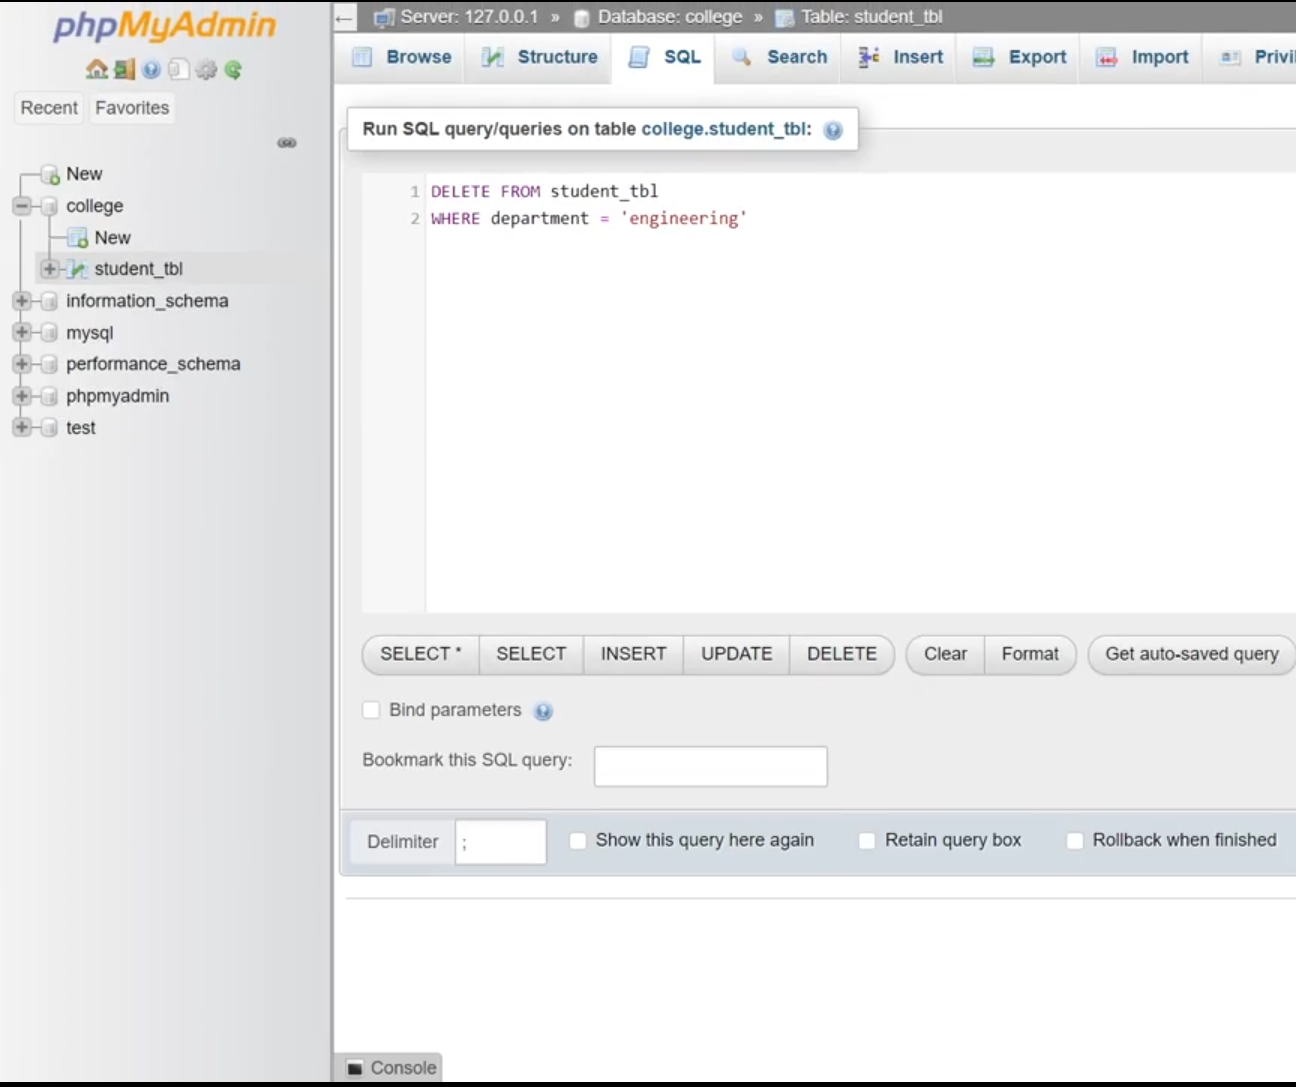 phpMyAdmin
Recent Favorites
New
college
New
student_tbl
information_schema
mysql
performance_schema
phpmyadmin
test
Server: 127.0.0.1 » Database: college » Table: student_tbl
Browse Structure SQL Search Insert Export Import Privil
Run SQL query/queries on table college.student_tbl:
1 DELETE FROM student_tbl
2 WHERE department = 'engineering'
SELECT * SELECT INSERT UPDATE DELETE Clear Format Get auto-saved query
Bind parameters
Bookmark this SQL query:
Delimiter ; Show this query here again Retain query box Rollback when finished
Console